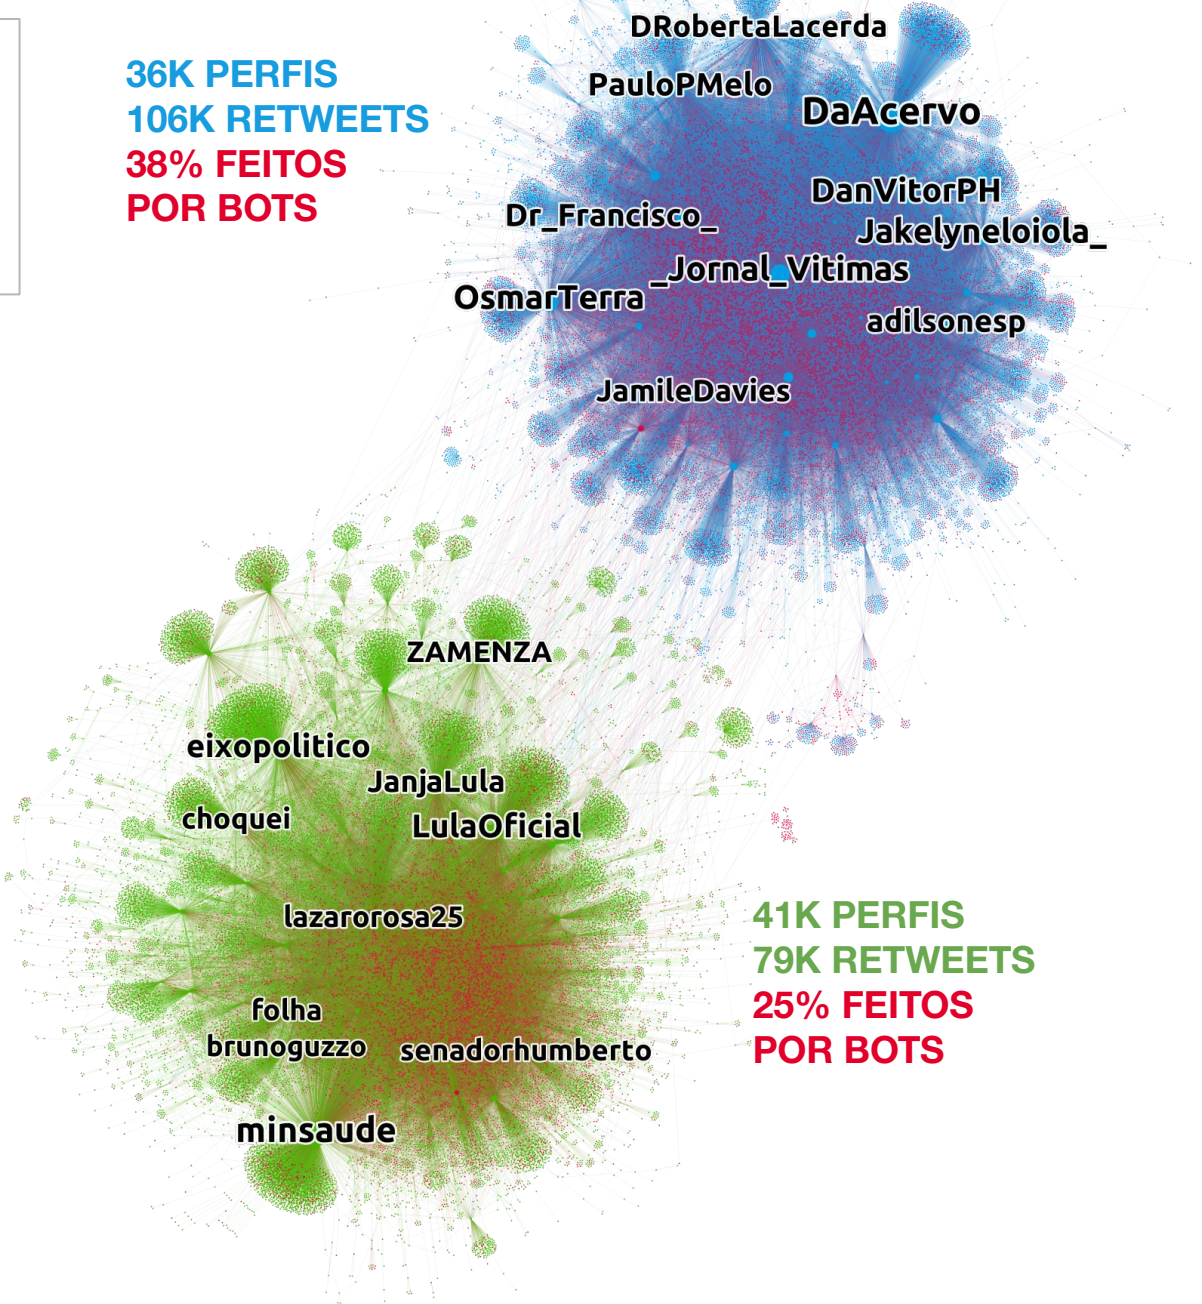 DRobertaLacerda
36K PERFIS
106K RETWEETS
38% FEITOS
POR BOTS
PauloPMelo
DaAcervo
DanVitorPH
Dr_Francisco_
Jakelyneloiola_
_Jornal_Vitimas
OsmarTerra
adilsonesp
JamileDavies
ZAMENZA
eixopolitico
JanjaLula
choquei
LulaOficial
lazarorosa25
41K PERFIS
79K RETWEETS
25% FEITOS
POR BOTS
folha
brunoguzzo
senadorhumberto
minsaude